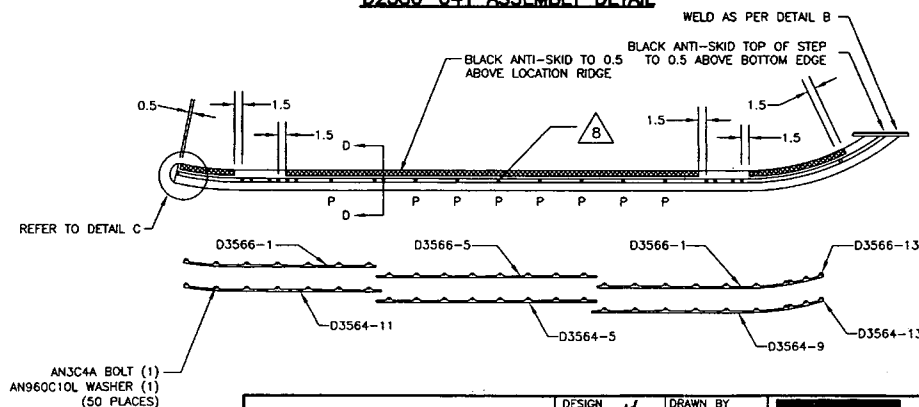 D2580-041 ASSEMBLY DETAIL
WELD AS PER DETAIL B
BLACK ANTI-SKID TO 0.5
ABOVE LOCATION RIDGE
BLACK ANTI-SKID TOP OF STEP
TO 0.5 ABOVE BOTTOM EDGE
0.5
1.5
1.5
1.5
1.5
1.5
8
D
D
P P P P P P P P
REFER TO DETAIL C
D3566-1
D3566-5
D3566-1
D3566-13
D3564-11
D3564-5
D3564-9
D3564-13
AN3C4A BOLT (1)
AN960C10L WASHER (1)
(50 PLACES)
DESIGN
DRAWN BY